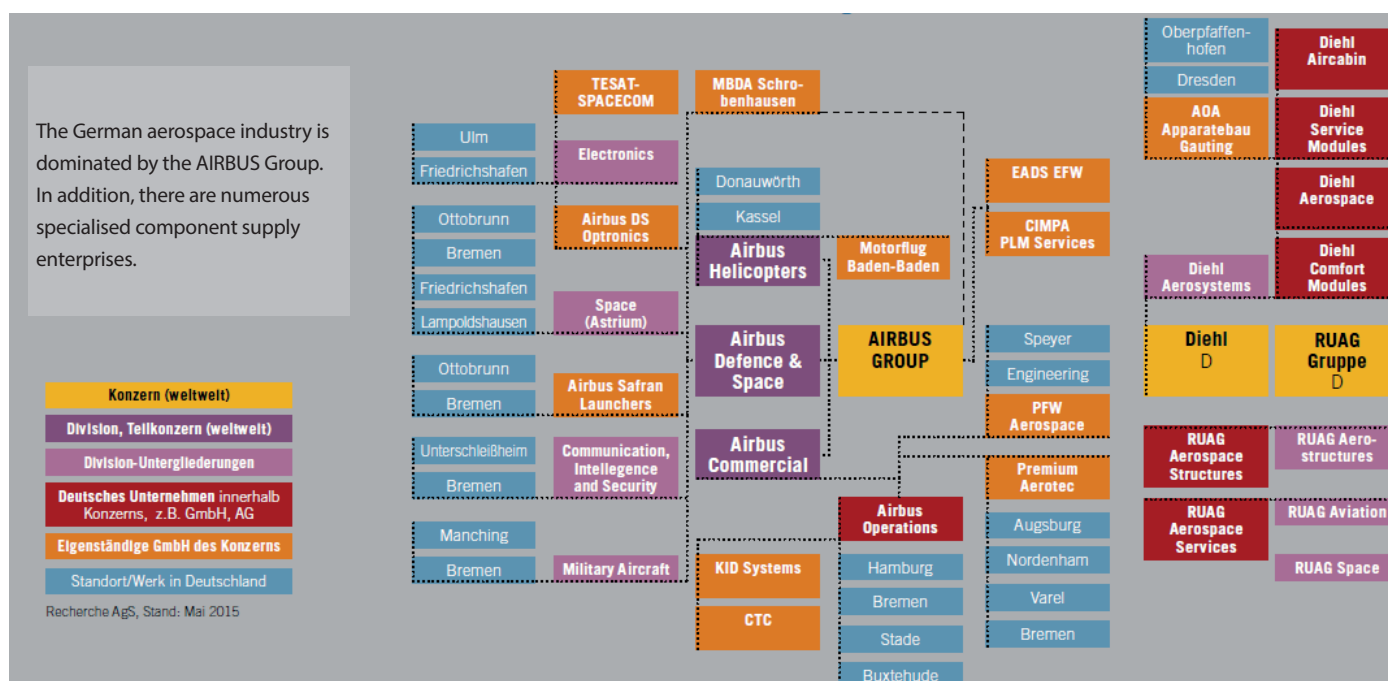 The German aerospace industry is
dominated by the AIRBUS Group.
In addition, there are numerous
specialised component supply
enterprises.
Konzern (weltweit)
Division, Teilkonzern (weltweit)
Division-Untergliederungen
Deutsches Unternehmen innerhalb
Konzerns, z.B. GmbH, AG
Eigenständige GmbH des Konzerns
Standort/Werk in Deutschland
Recherche AgS, Stand: Mai 2015
Ulm
Friedrichshafen
Ottobrunn
Bremen
Friedrichshafen
Lampoldshausen
Ottobrunn
Bremen
Unterschleißheim
Bremen
Manching
Bremen
TESAT-
SPACECOM
Electronics
Airbus DS
Optronics
Space
(Astrium)
Airbus Safran
Launchers
Communication,
Intellegence
and Security
Military Aircraft
MBDA Schro-
benhausen
Donauwörth
Kassel
Airbus
Helicopters
Airbus
Defence &
Space
Airbus
Commercial
KID Systems
CTC
Motorflug
Baden-Baden
AIRBUS
GROUP
Airbus
Operations
Hamburg
Bremen
Stade
Buxtehude
EADS EFW
CIMPA
PLM Services
Speyer
Engineering
PFW
Aerospace
Premium
Aerotec
Augsburg
Nordenham
Varel
Bremen
Oberpfaffen-
hofen
Dresden
AOA
Apparatebau
Gauting
Diehl
Aerosystems
Diehl
D
RUAG
Aerospace
Structures
RUAG
Aerospace
Services
Diehl
Aircabin
Diehl
Service
Modules
Diehl
Aerospace
Diehl
Comfort
Modules
RUAG
Gruppe
D
RUAG Aero-
structures
RUAG Aviation
RUAG Space